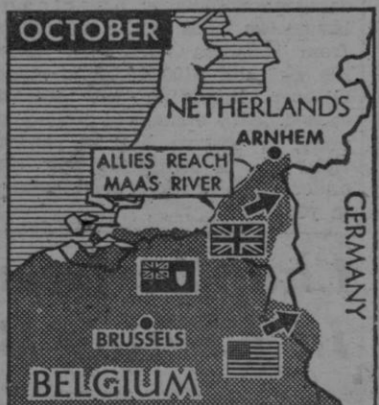 OCTOBER
NETHERLANDS
ARNHEM
ALLIES REACH
MAAS RIVER
GERMANY
BRUSSELS
BELGIUM